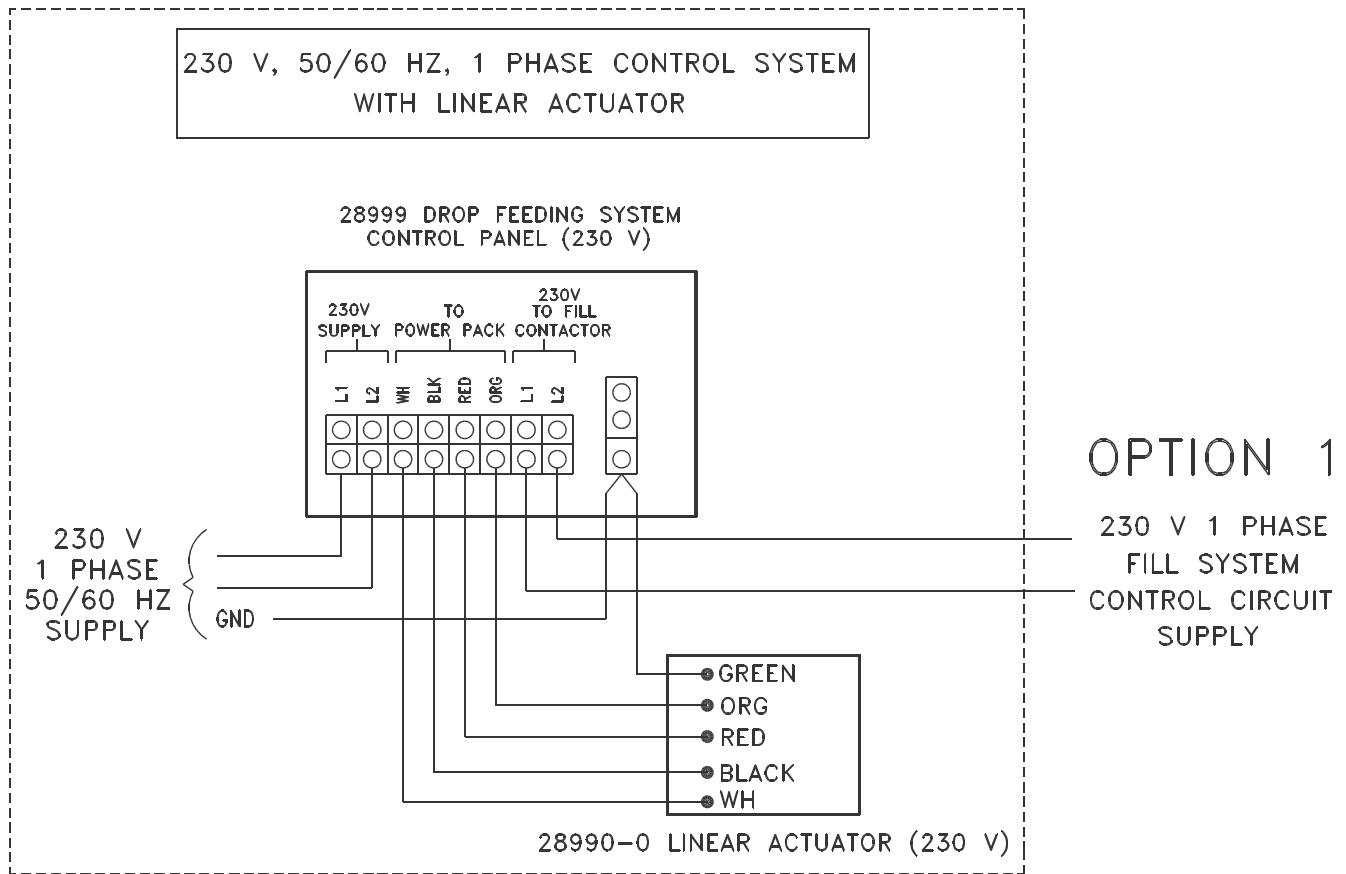 230 V, 50/60 HZ, 1 PHASE CONTROL SYSTEM
WITH LINEAR ACTUATOR
28999 DROP FEEDING SYSTEM
CONTROL PANEL (230 V)
230V
SUPPLY
TO
POWER PACK
230V
TO FILL
CONTACTOR
L1
L2
WH
BLK
RED
ORG
L1
L2
OPTION 1
230 V 1 PHASE
FILL SYSTEM
CONTROL CIRCUIT
SUPPLY
230 V
1 PHASE
50/60 HZ
SUPPLY
GND
GREEN
ORG
RED
BLACK
WH
28990-0 LINEAR ACTUATOR (230 V)